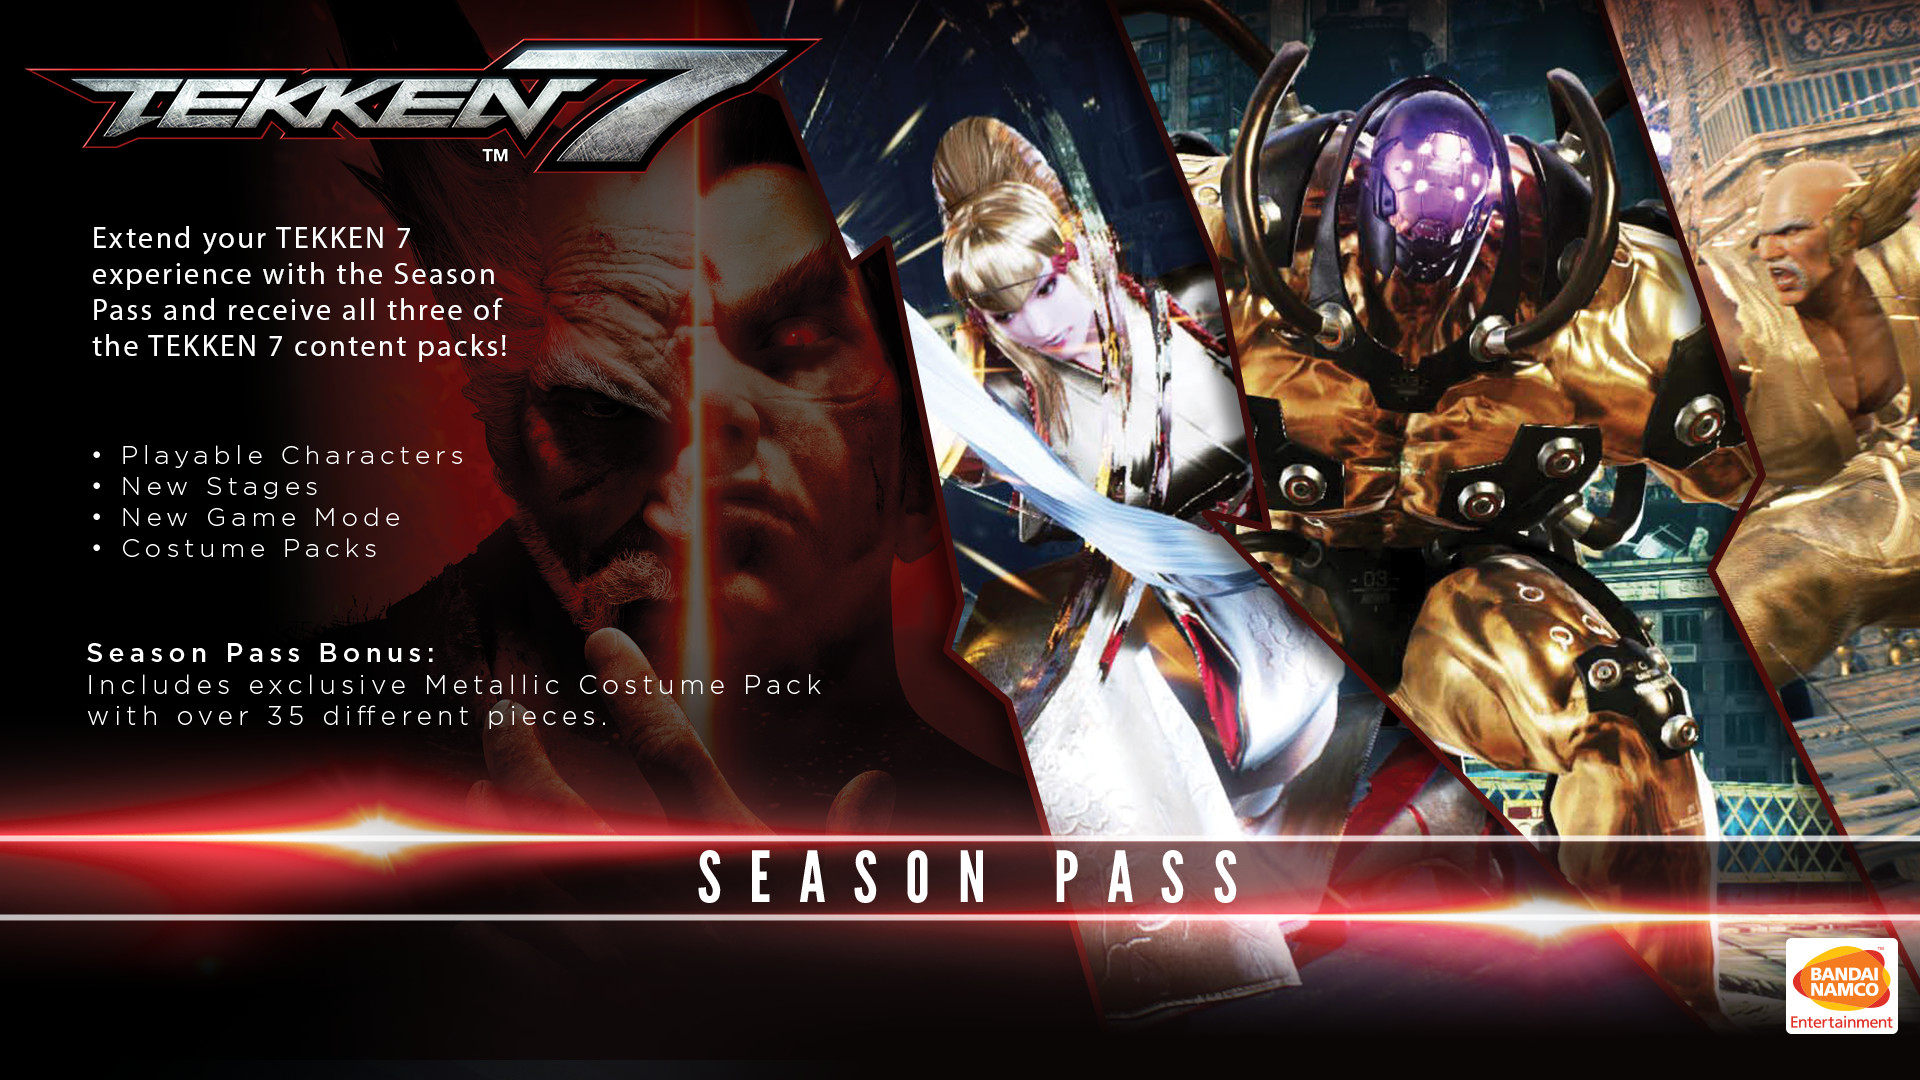 TEKKEN 7
TM
Extend your TEKKEN 7
experience with the Season
Pass and receive all three of
the TEKKEN 7 content packs!
• Playable Characters
• New Stages
• New Game Mode
• Costume Packs
Season Pass Bonus:
Includes exclusive Metallic Costume Pack
with over 35 different pieces.
03
SEASON PASS
BANDAI
NAMCO
Entertainment